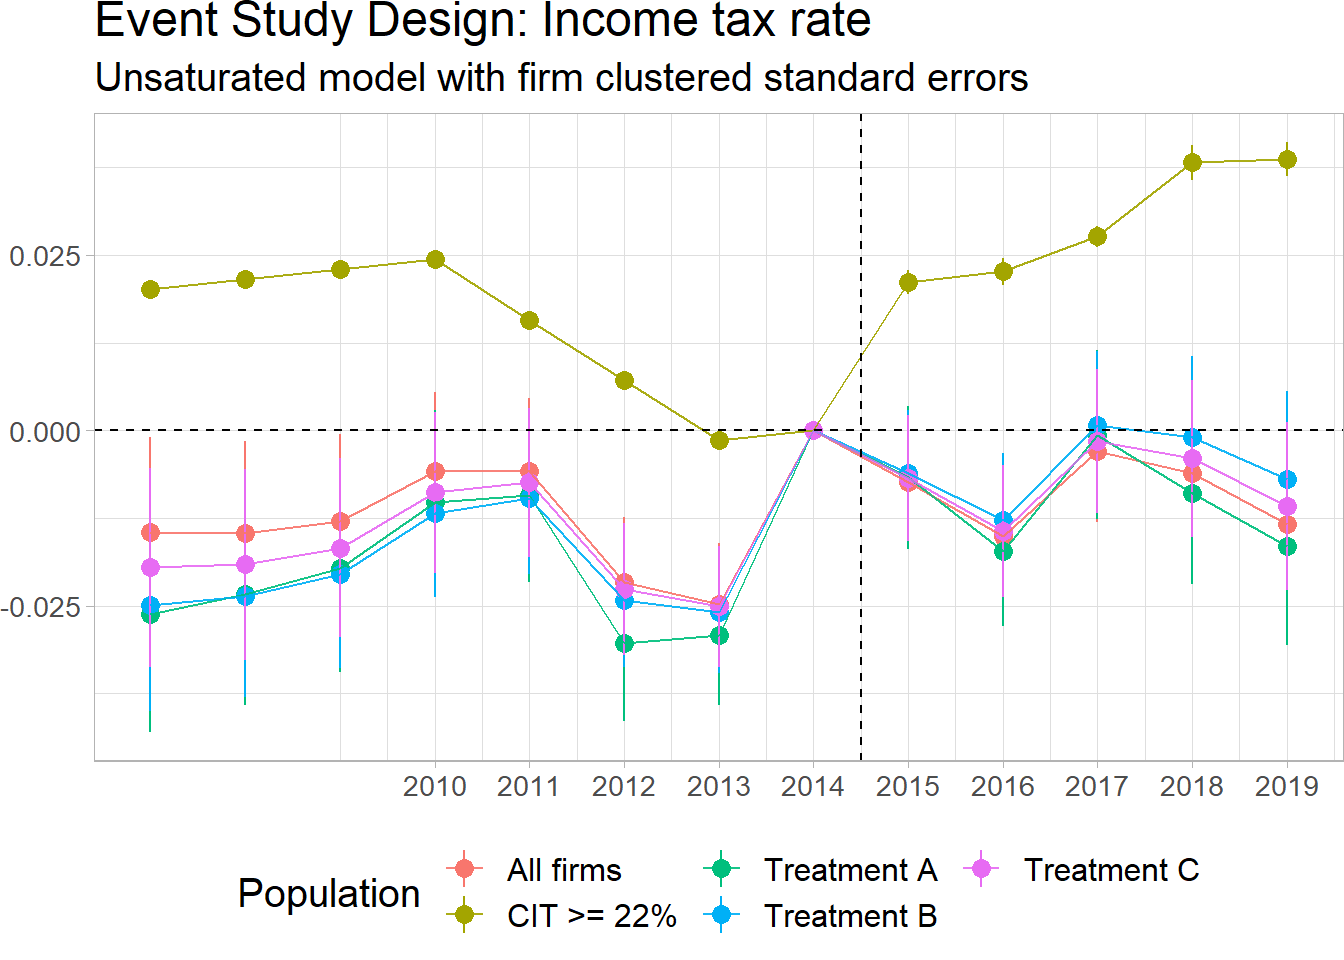 Event Study Design: Income tax rate
Unsaturated model with firm clustered standard errors
0.025
0.000
-0.025
2010 2011 2012 2013 2014 2015 2016 2017 2018 2019
Population
All firms Treatment A Treatment C
CIT >= 22% Treatment B